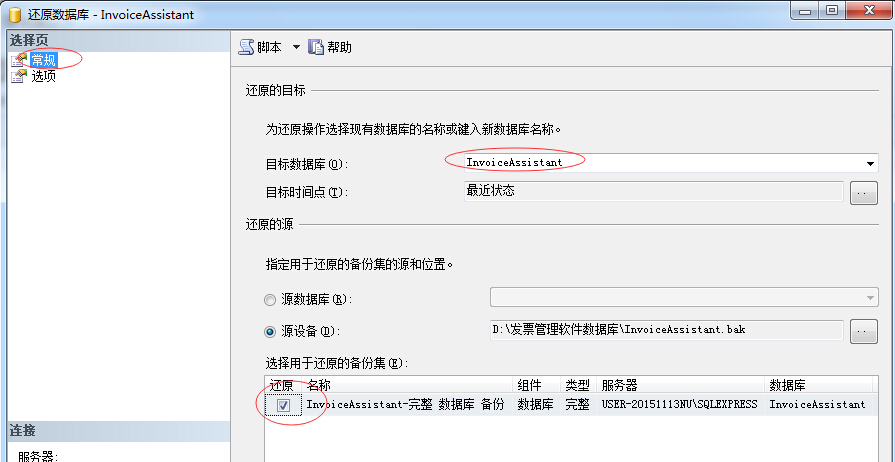 还原数据库 - InvoiceAssistant
选择页
常规
选项
脚本 帮助
还原的目标
为还原操作选择现有数据库的名称或键入新数据库名称。
目标数据库(O): InvoiceAssistant
目标时间点(T): 最近状态
还原的源
指定用于还原的备份集的源和位置。
源数据库(R):
源设备(D): D:\发票管理软件数据库\InvoiceAssistant.bak
选择用于还原的备份集(E):
还原 名称 组件 类型 服务器 数据库
InvoiceAssistant-完整 数据库 备份 数据库 完整 USER-20151113NU\SQLEXPRESS InvoiceAssistant
连接
服务器: